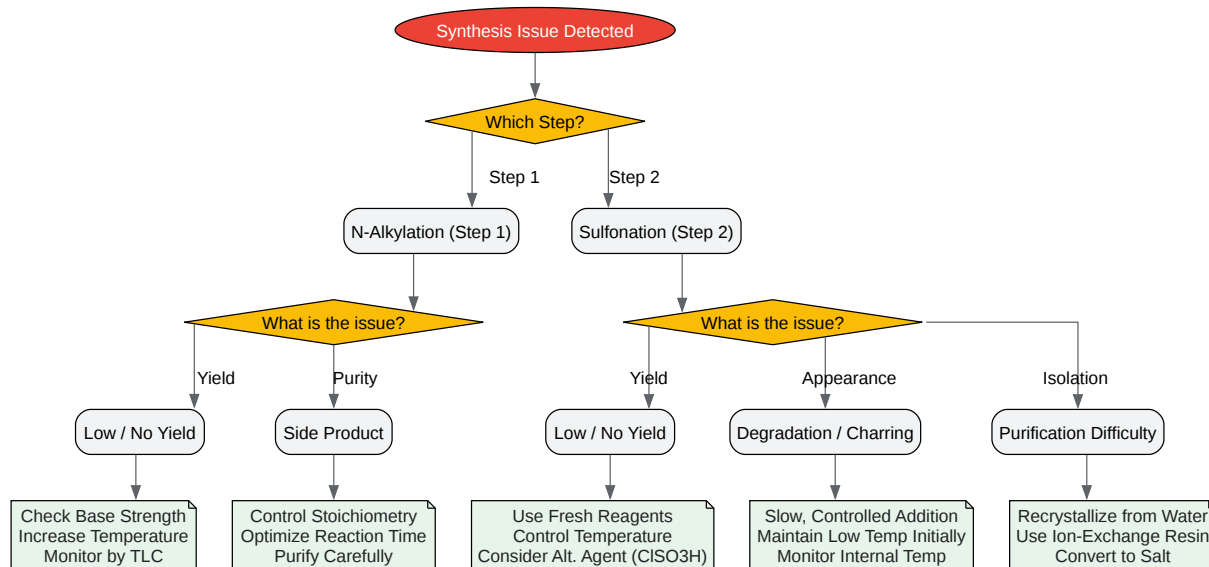 Synthesis Issue Detected
Which Step?
Step 1
Step 2
N-Alkylation (Step 1)
Sulfonation (Step 2)
What is the issue?
What is the issue?
Yield
Purity
Yield
Appearance
Isolation
Low / No Yield
Side Product
Low / No Yield
Degradation / Charring
Purification Difficulty
Check Base Strength
Increase Temperature
Monitor by TLC
Control Stoichiometry
Optimize Reaction Time
Purify Carefully
Use Fresh Reagents
Control Temperature
Consider Alt. Agent (ClSO3H)
Slow, Controlled Addition
Maintain Low Temp Initially
Monitor Internal Temp
Recrystallize from Water
Use Ion-Exchange Resin
Convert to Salt